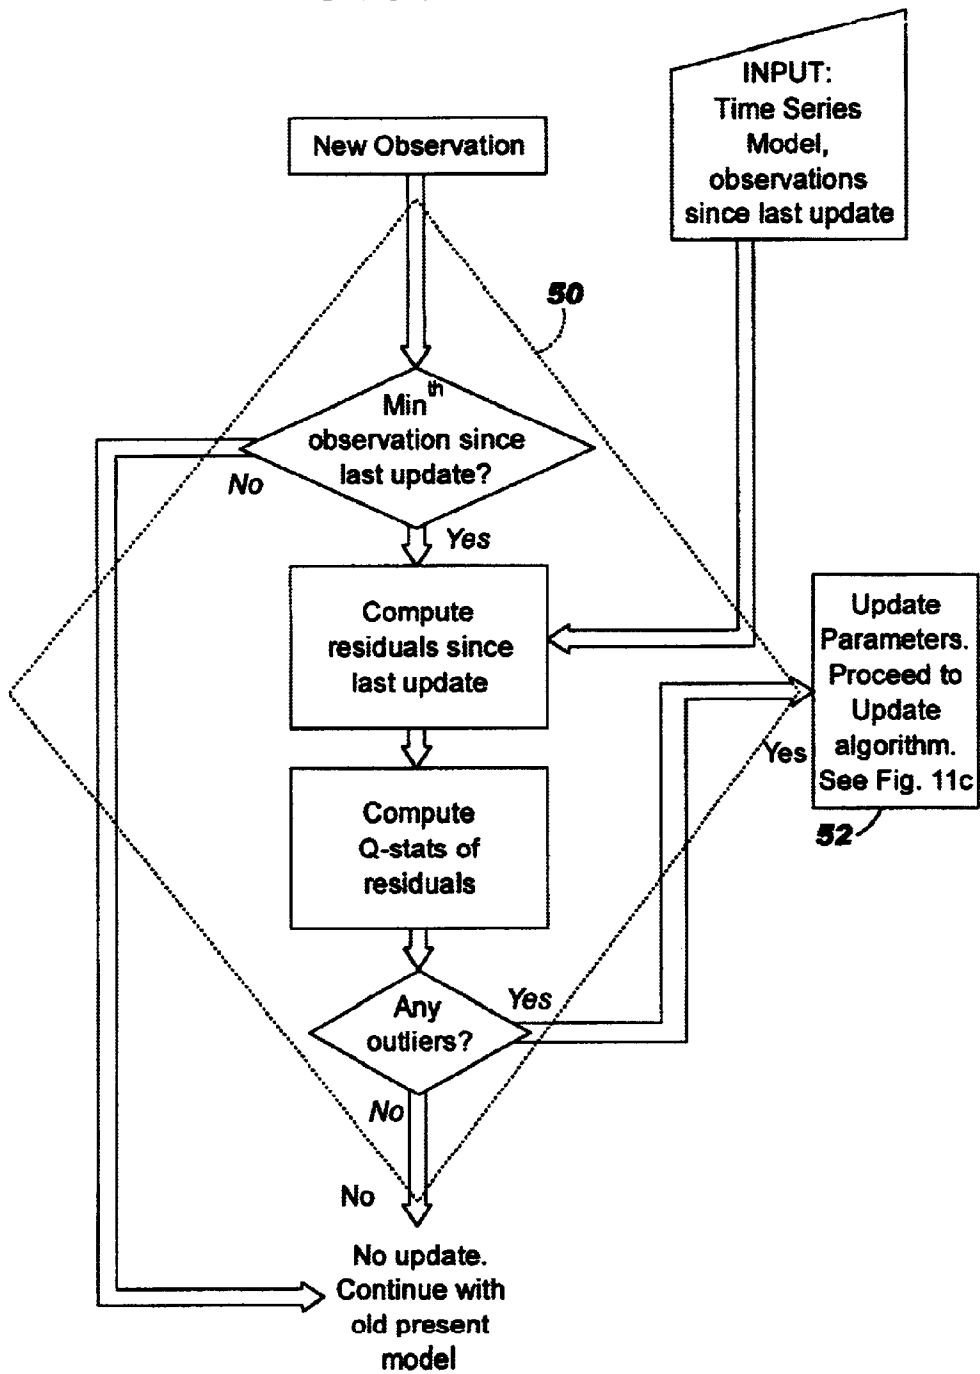 INPUT:
Time Series
Model,
observations
since last update
New Observation
50
Min^th
observation since
last update?
No
Yes
Compute
residuals since
last update
Update
Parameters.
Proceed to
Update
algorithm.
See Fig. 11c
Yes
52
Compute
Q-stats of
residuals
Any
outliers?
Yes
No
No
No update.
Continue with
old present
model